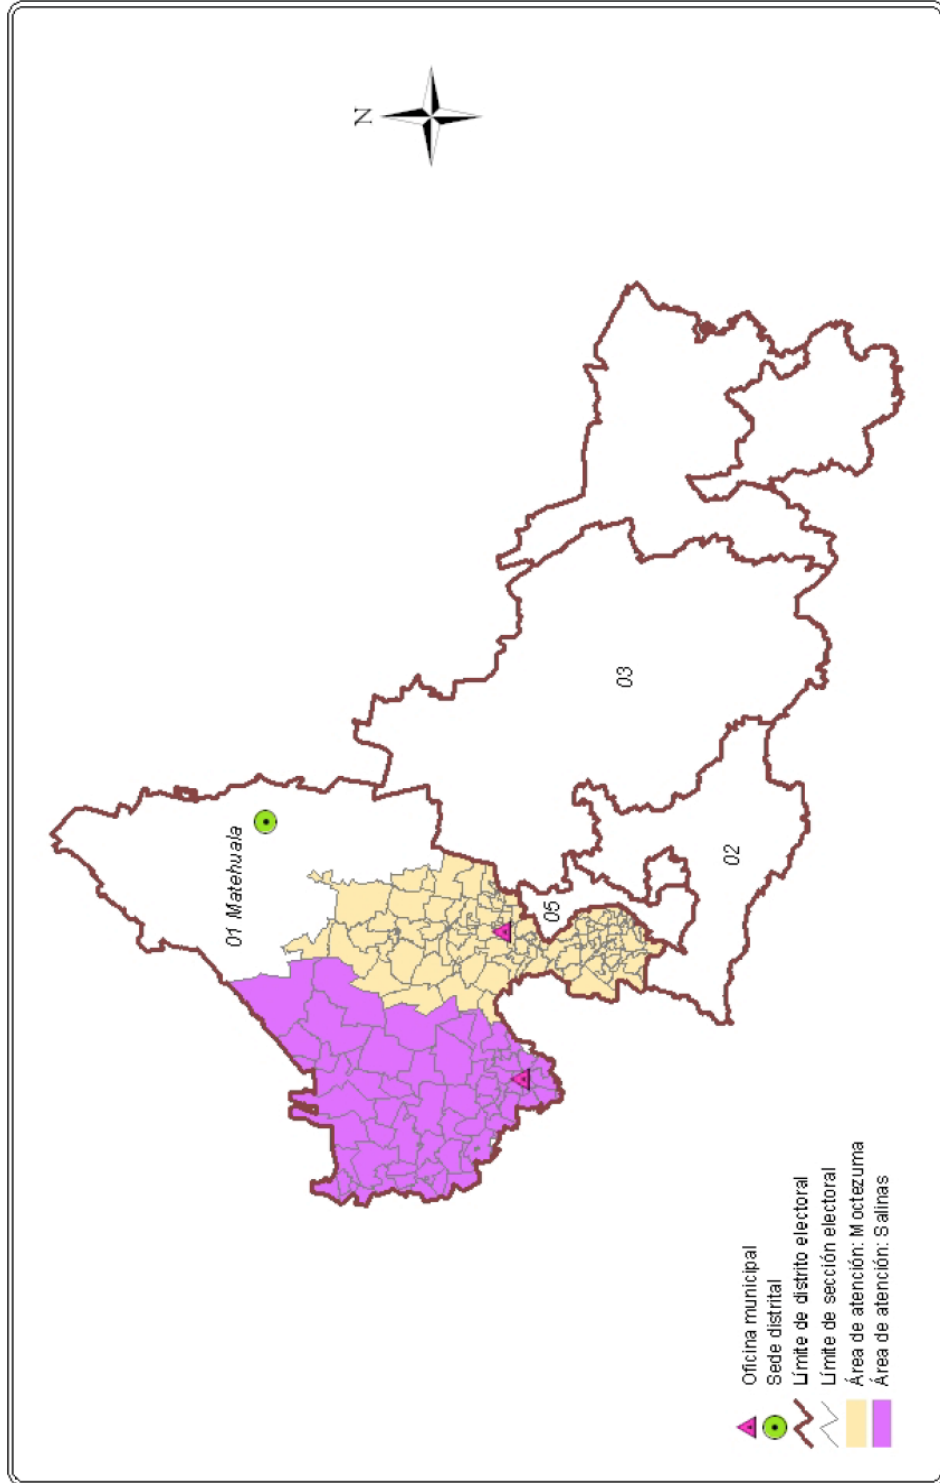 N
01 Matehuala
03
05
02
Oficina municipal
Sede distrital
Límite de distrito electoral
Límite de sección electoral
Área de atención: Moctezuma
Área de atención: Salinas